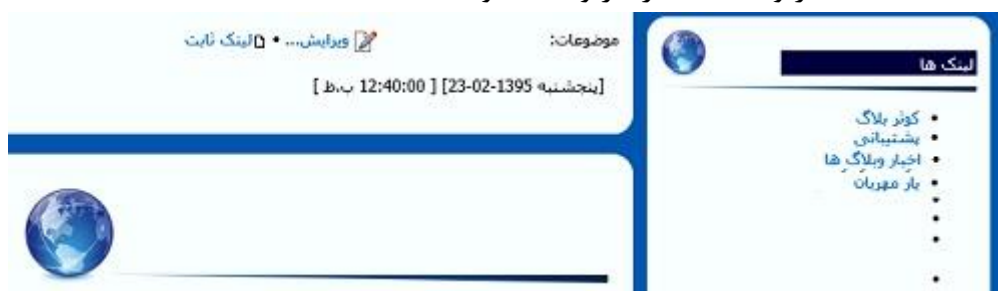 موضوعات:
ویرایش... • لینک ثابت
[پنجشنبه 1395-02-23] [ 12:40:00 ب.ظ ]
لینک ها
کوثر بلاگ
پشتیبانی
اخبار وبلاگ ها
یار مهربان